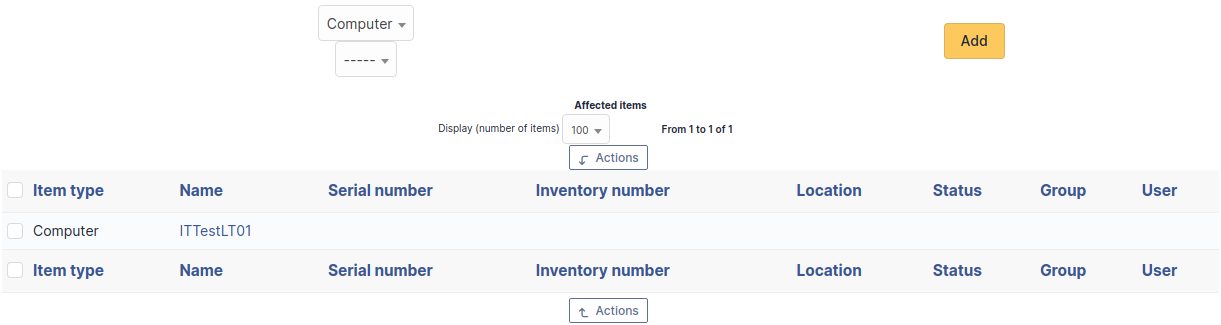 Computer
-----
Add
Affected items
Display (number of items) 100 From 1 to 1 of 1
Actions
Item type Name Serial number Inventory number Location Status Group User
Computer ITTestLT01
Item type Name Serial number Inventory number Location Status Group User
Actions